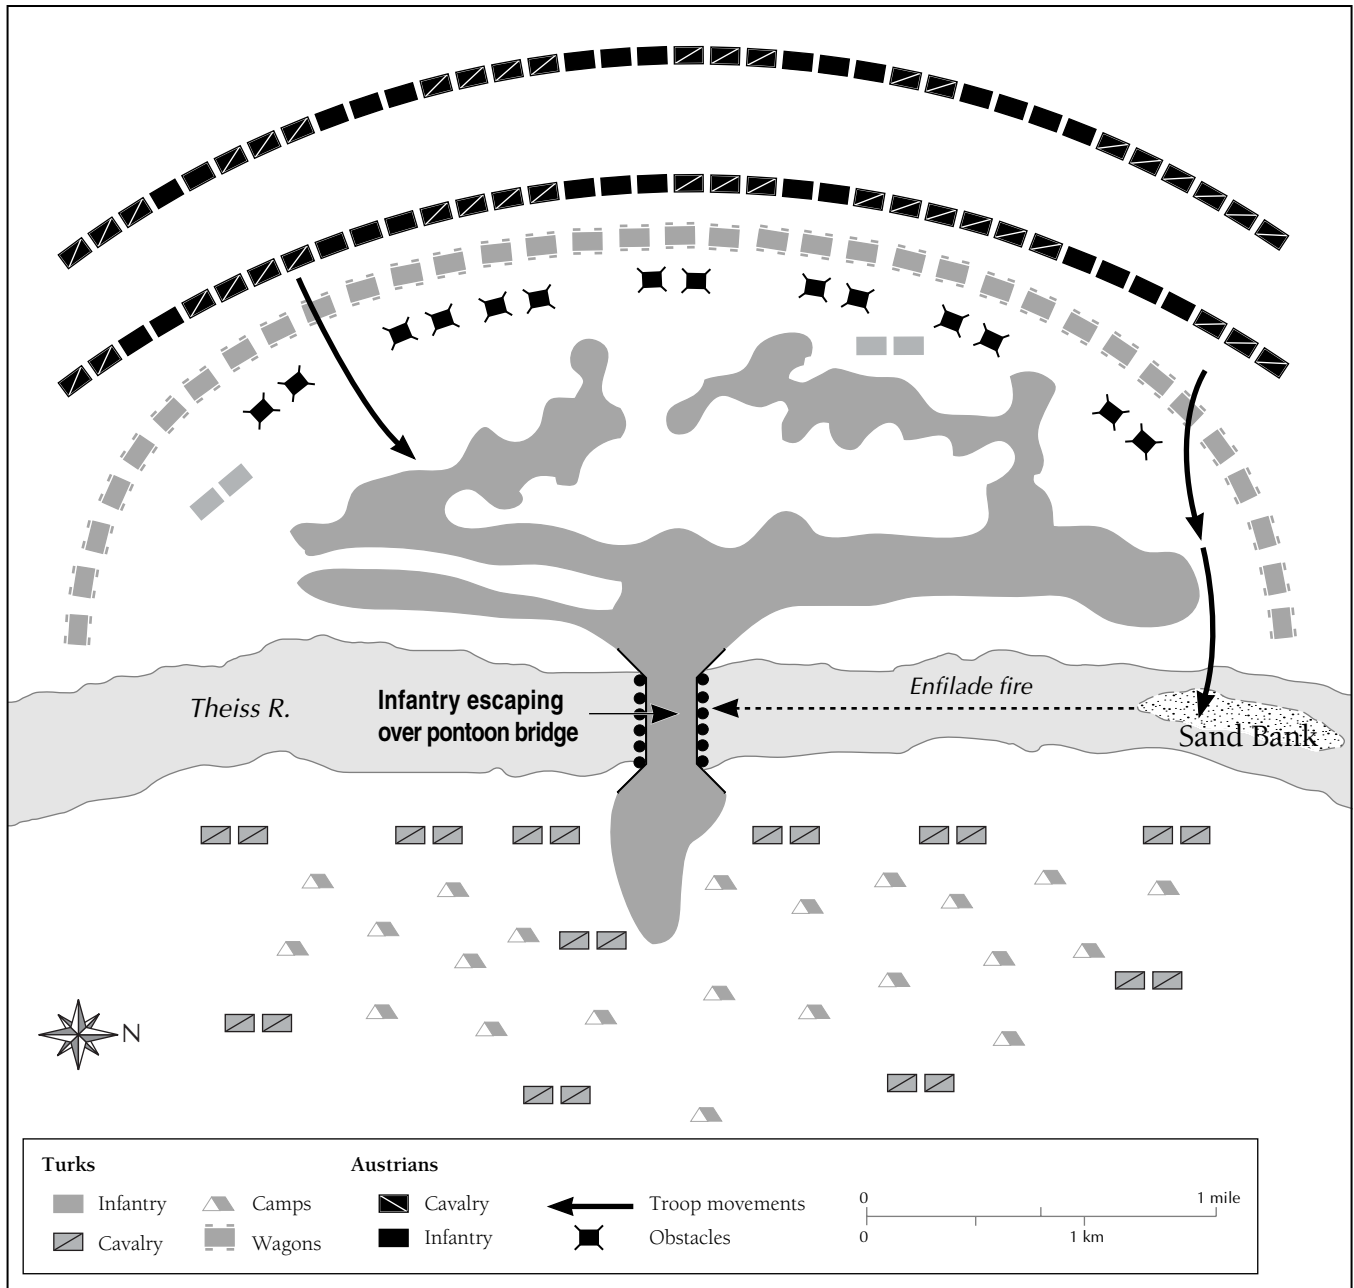 Theiss R.
Infantry escaping
over pontoon bridge
Enfilade fire
Sand Bank
N
Turks
Infantry
Cavalry
Camps
Wagons
Austrians
Cavalry
Infantry
Troop movements
Obstacles
0
1 mile
0
1 km